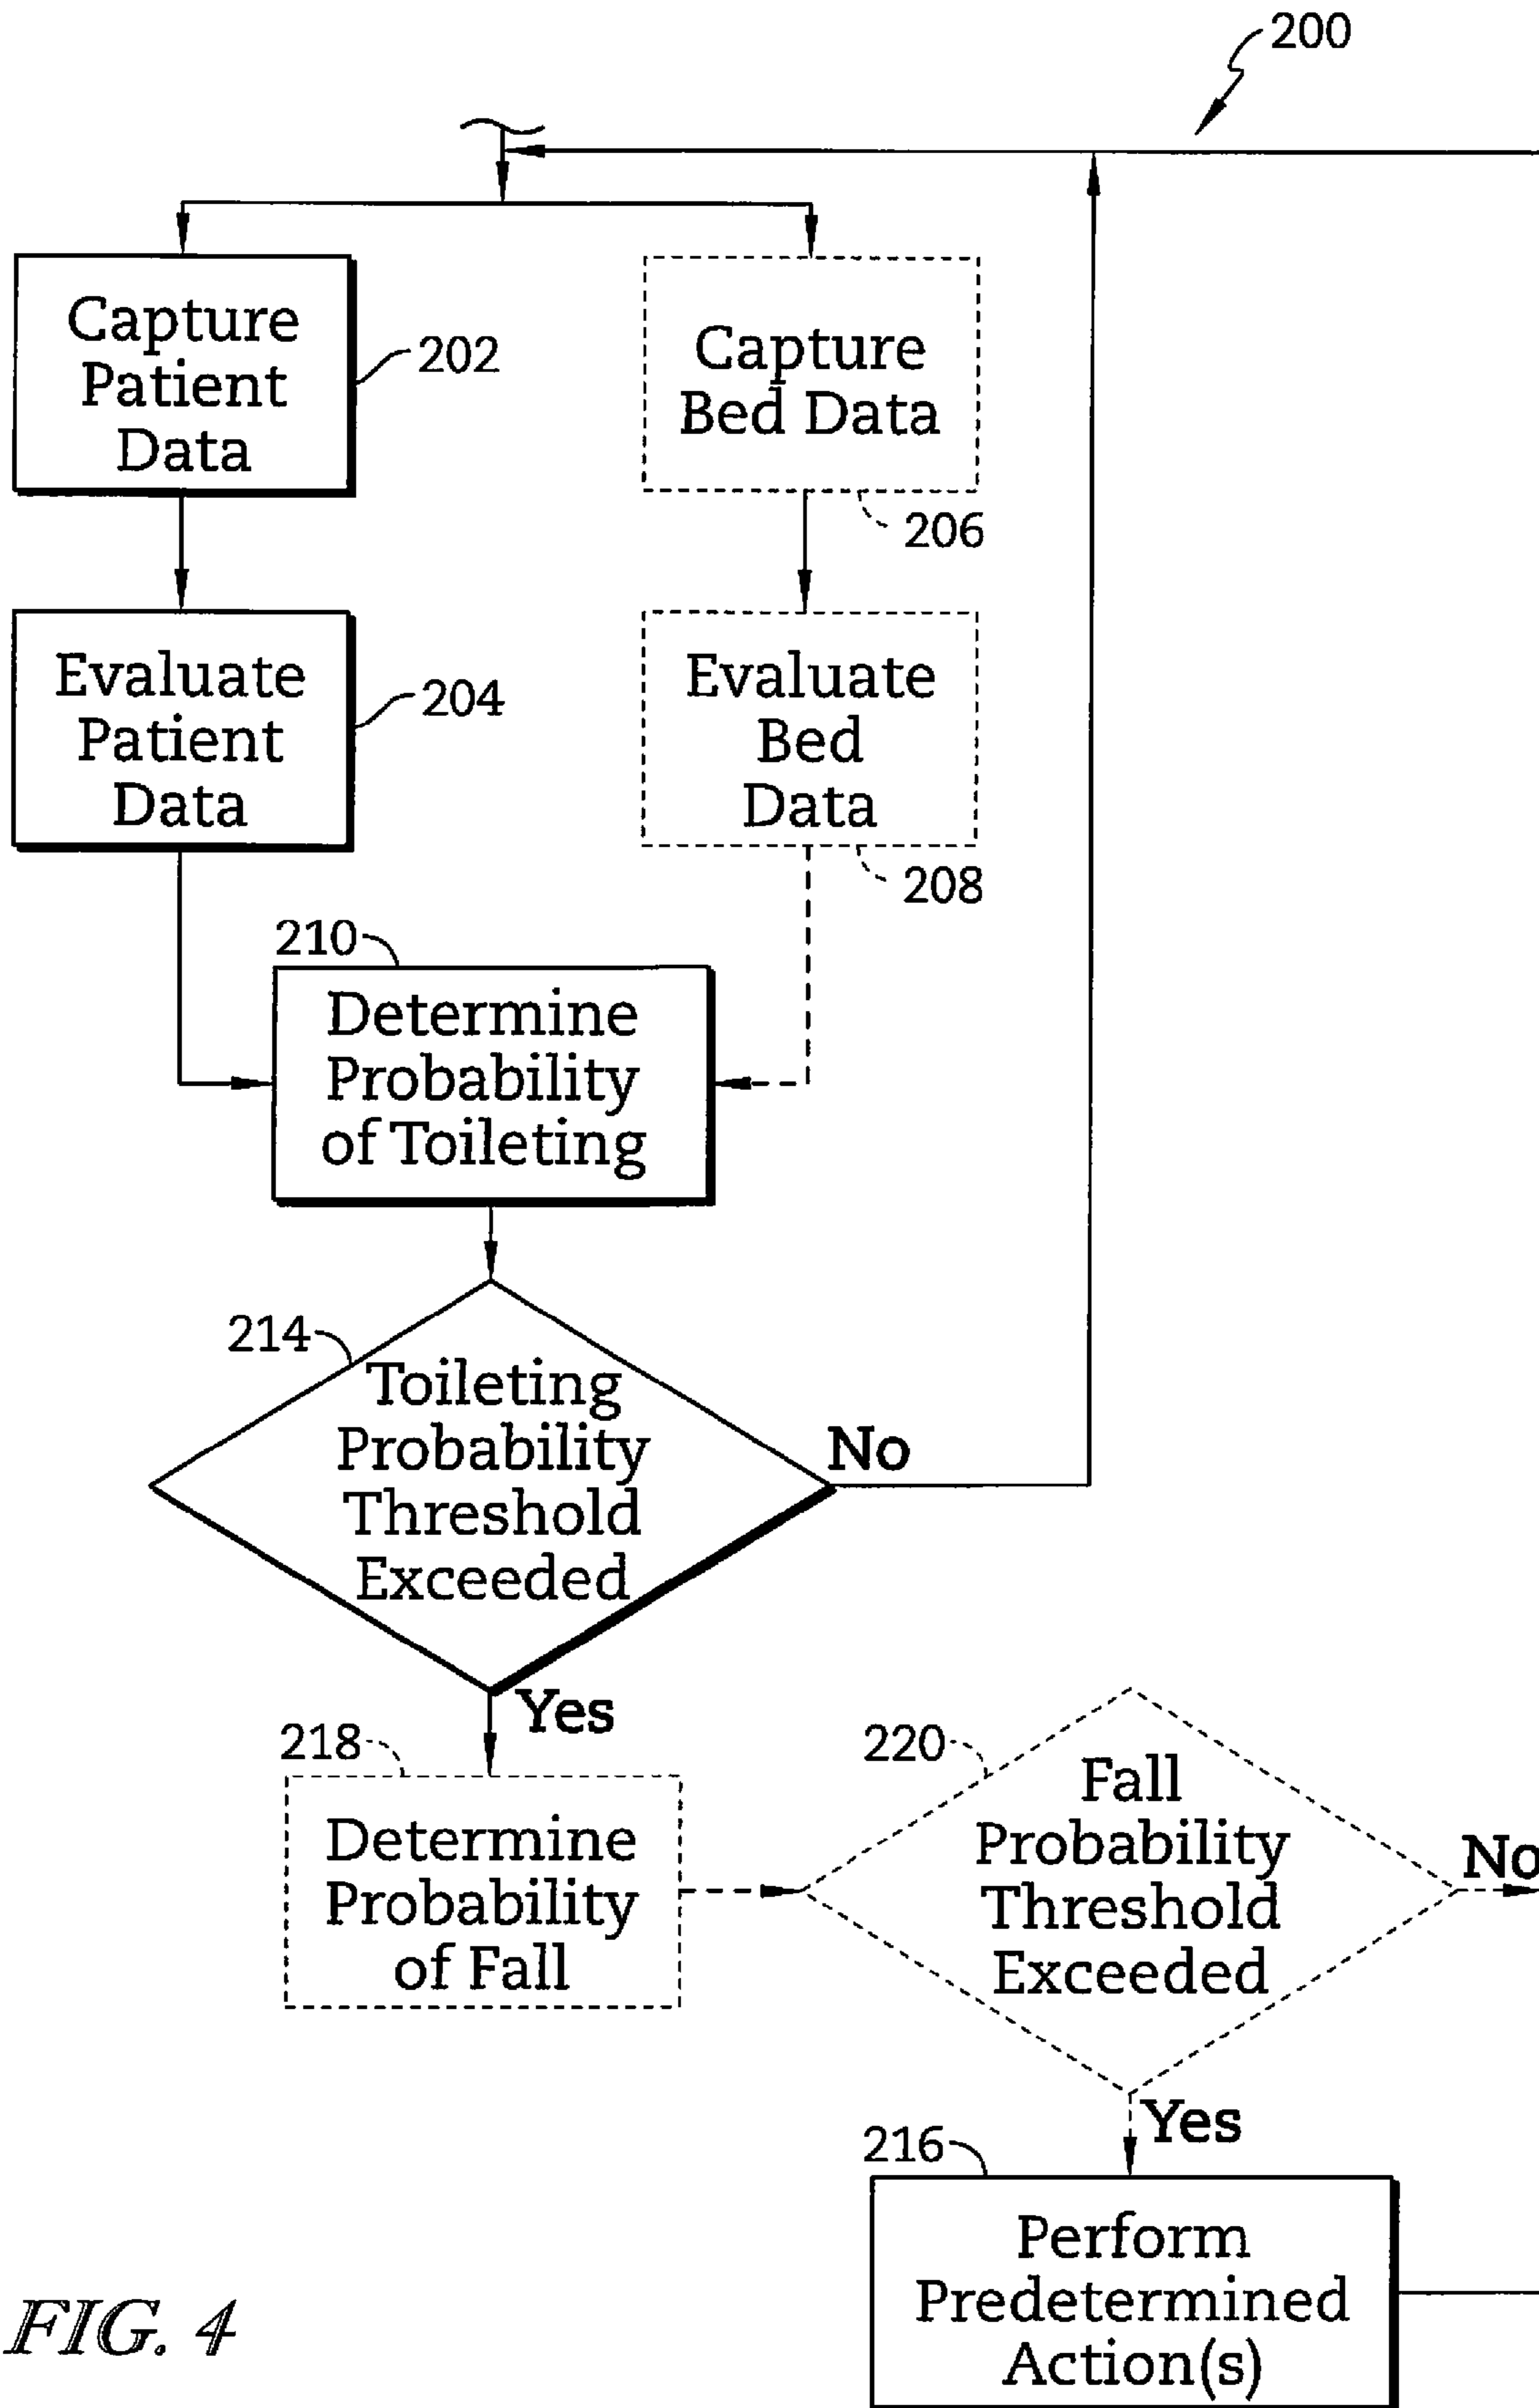 200
Capture
Patient
Data
202
Capture
Bed Data
206
Evaluate
Patient
Data
204
Evaluate
Bed
Data
208
210
Determine
Probability
of Toileting
214
Toileting
Probability
Threshold
Exceeded
No
Yes
218
Determine
Probability
of Fall
220
Fall
Probability
Threshold
Exceeded
No
Yes
216
Perform
Predetermined
Action(s)
FIG. 4